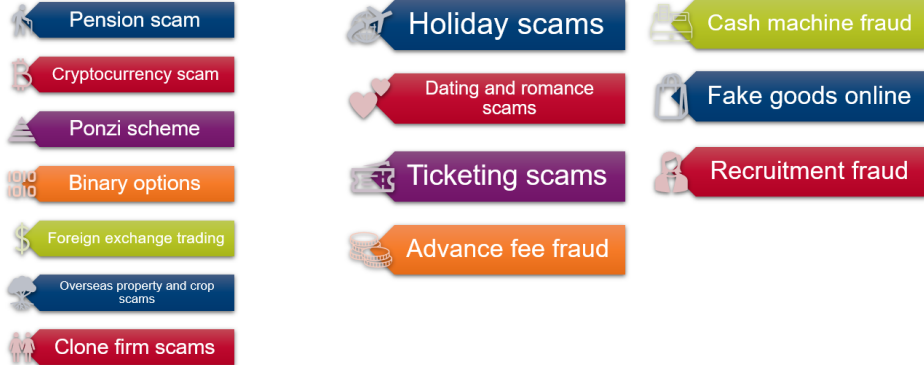 Pension scam
Cryptocurrency scam
Ponzi scheme
Binary options
Foreign exchange trading
Overseas property and crop
scams
Clone firm scams
Holiday scams
Dating and romance
scams
Ticketing scams
Advance fee fraud
Cash machine fraud
Fake goods online
Recruitment fraud